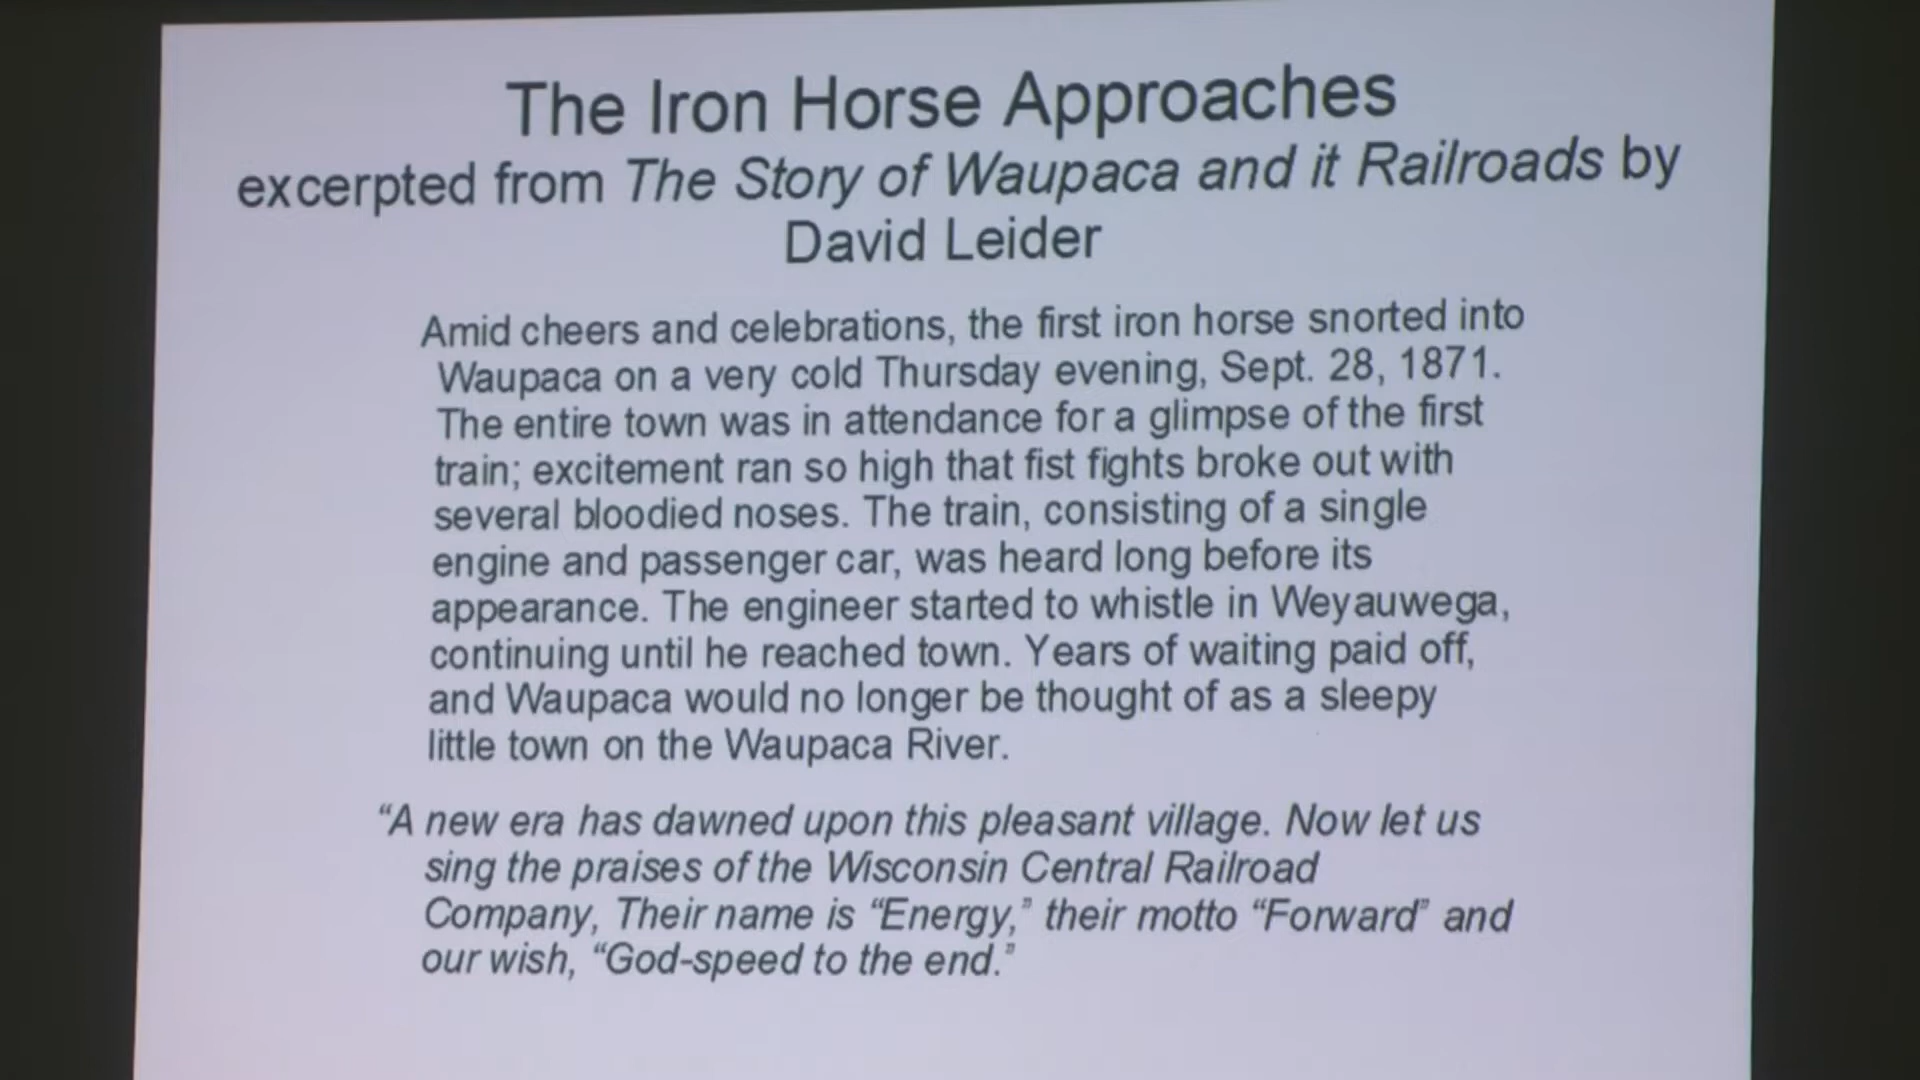 The Iron Horse Approaches
excerpted from The Story of Waupaca and it Railroads by
David Leider
Amid cheers and celebrations, the first iron horse snorted into
Waupaca on a very cold Thursday evening, Sept. 28, 1871.
The entire town was in attendance for a glimpse of the first
train; excitement ran so high that fist fights broke out with
several bloodied noses. The train, consisting of a single
engine and passenger car, was heard long before its
appearance. The engineer started to whistle in Weyauwega,
continuing until he reached town. Years of waiting paid off,
and Waupaca would no longer be thought of as a sleepy
little town on the Waupaca River.
“A new era has dawned upon this pleasant village. Now let us
sing the praises of the Wisconsin Central Railroad
Company, Their name is “Energy,” their motto “Forward” and
our wish, “God-speed to the end.”